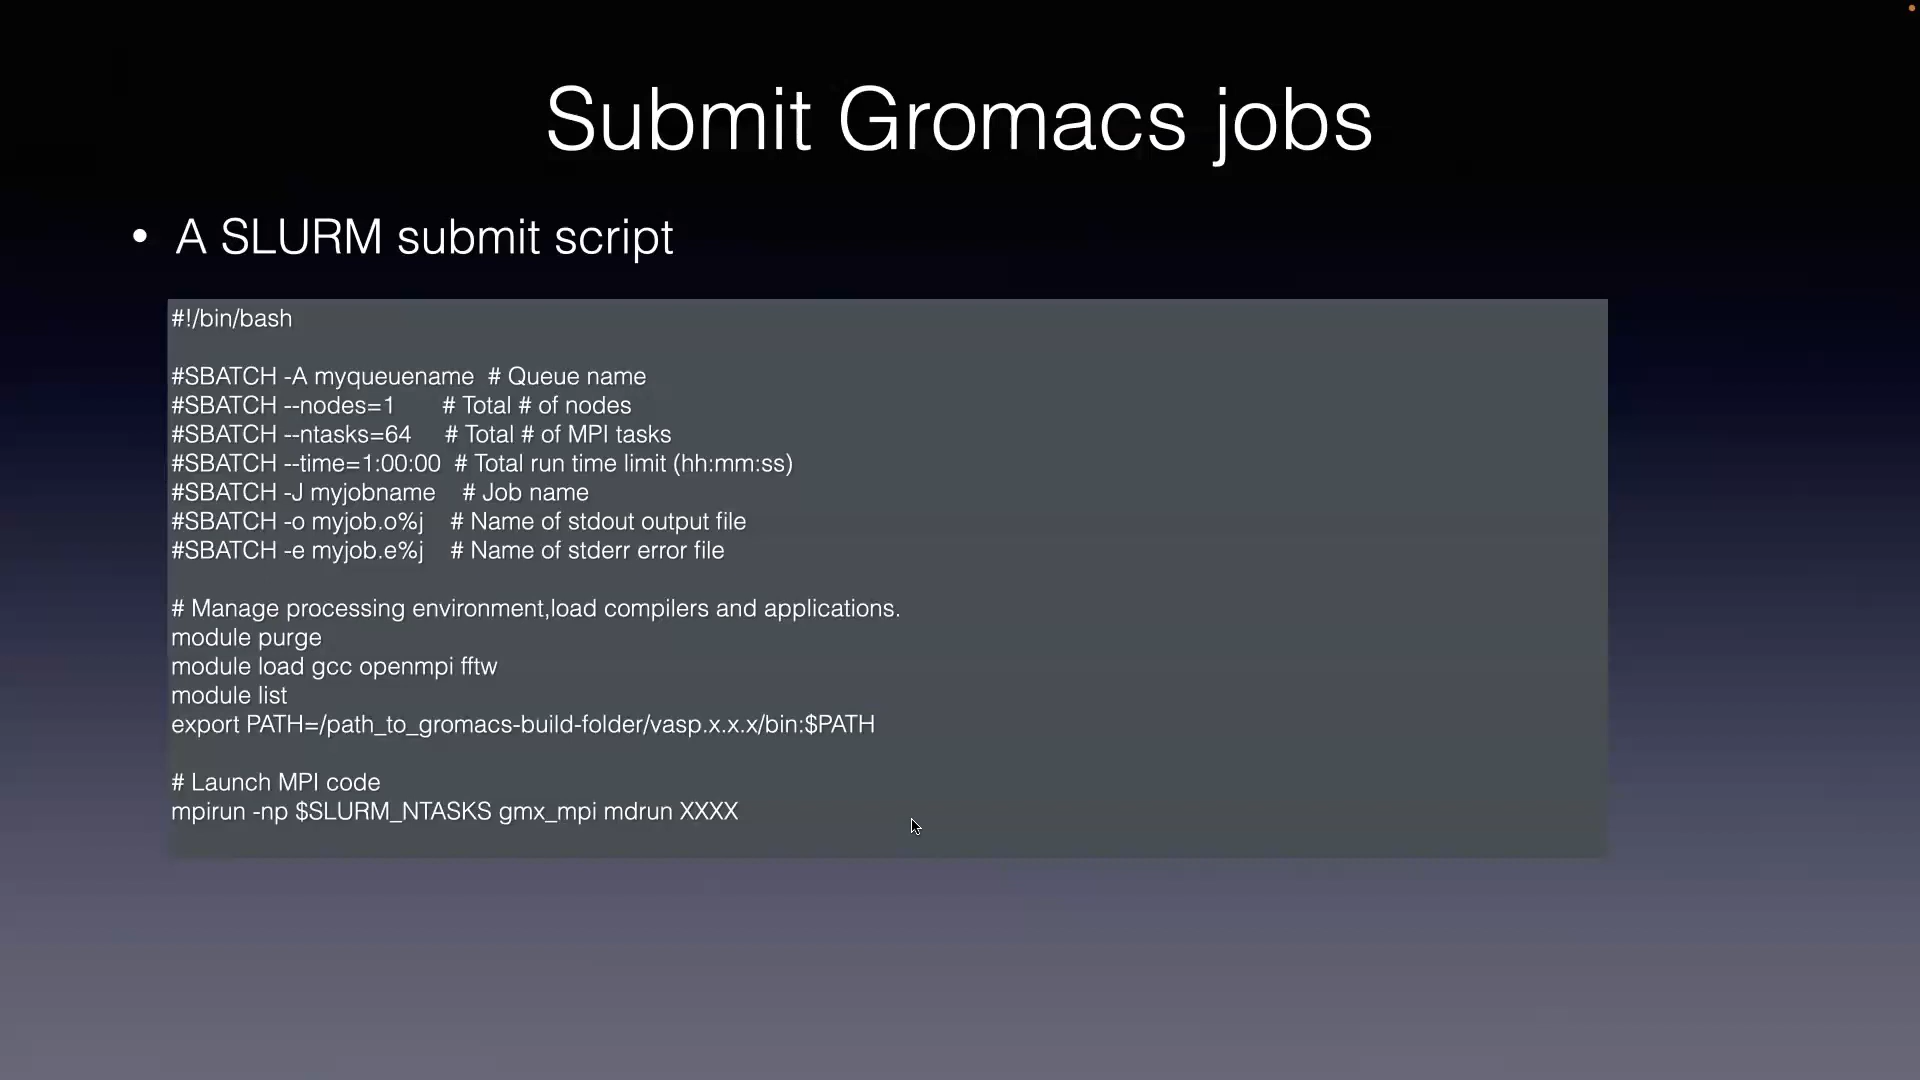 Submit Gromacs jobs
• A SLURM submit script
#!/bin/bash
#SBATCH -A myqueuename  # Queue name
#SBATCH --nodes=1       # Total # of nodes
#SBATCH --ntasks=64     # Total # of MPI tasks
#SBATCH --time=1:00:00  # Total run time limit (hh:mm:ss)
#SBATCH -J myjobname    # Job name
#SBATCH -o myjob.o%j    # Name of stdout output file
#SBATCH -e myjob.e%j    # Name of stderr error file
# Manage processing environment,load compilers and applications.
module purge
module load gcc openmpi fftw
module list
export PATH=/path_to_gromacs-build-folder/vasp.x.x.x/bin:$PATH
# Launch MPI code
mpirun -np $SLURM_NTASKS gmx_mpi mdrun XXXX